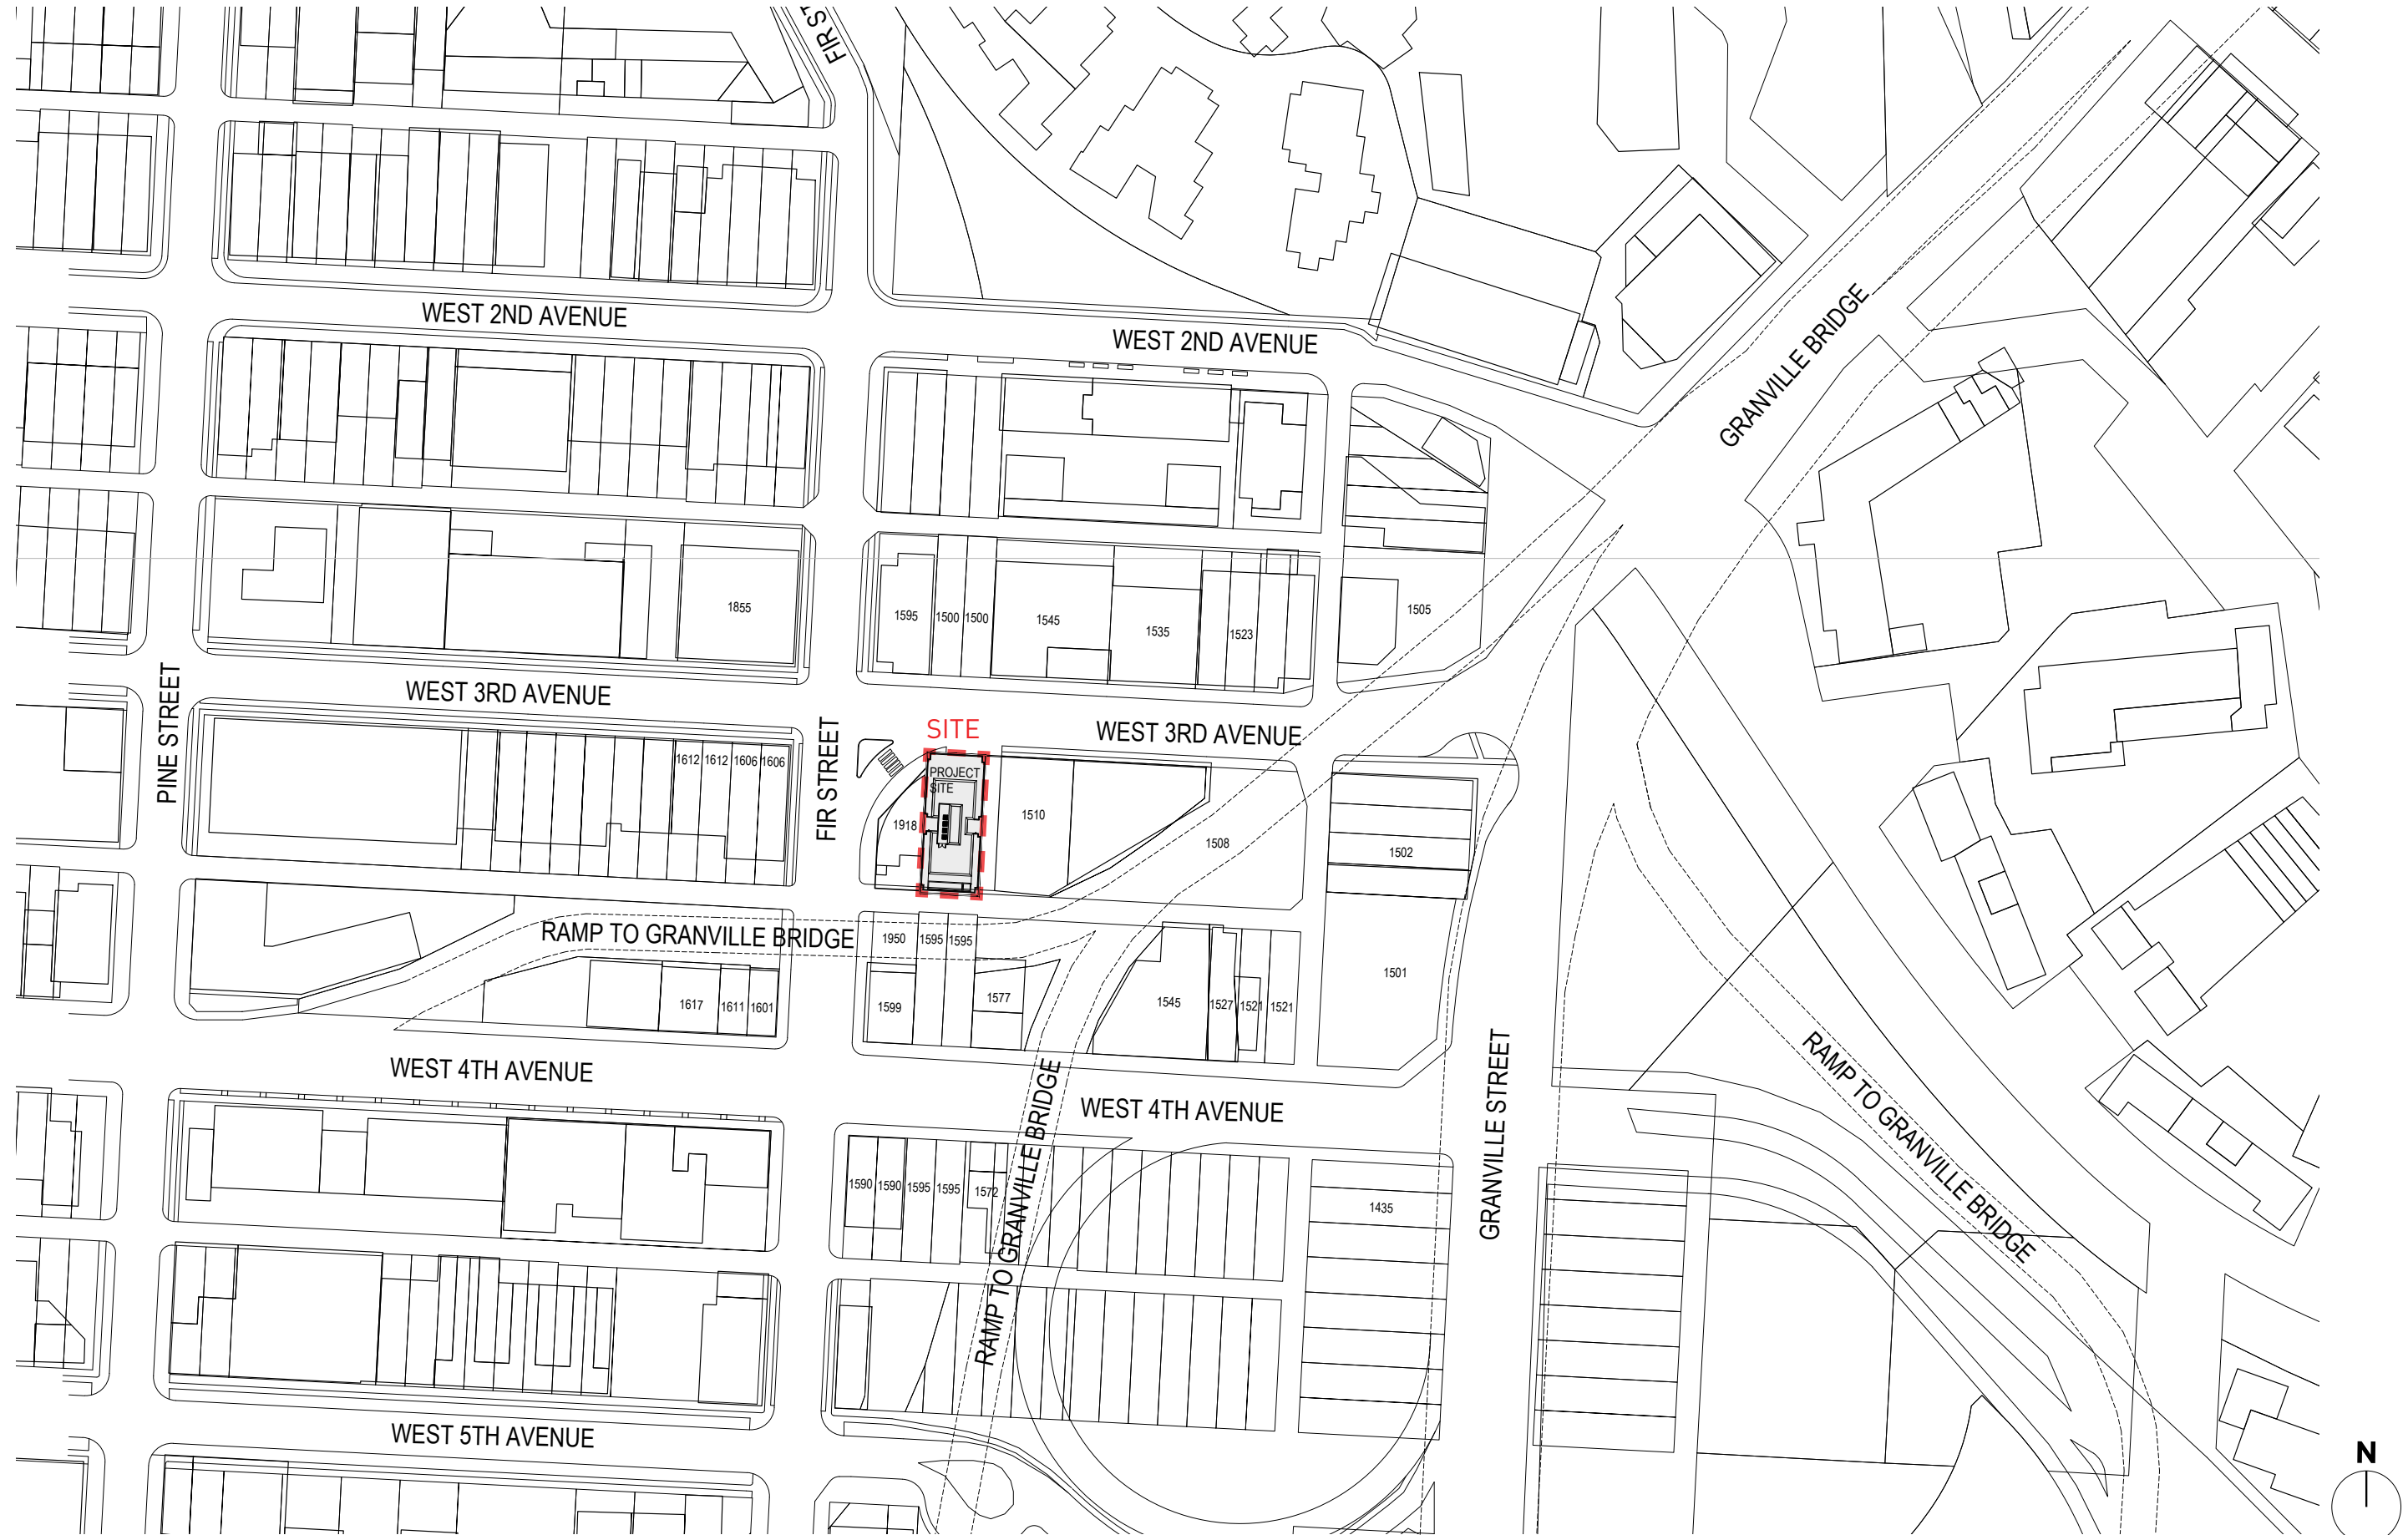 FIRST
WEST 2ND AVENUE
WEST 2ND AVENUE
GRANVILLE BRIDGE
1855
1595
1500
1500
1545
1535
1523
1505
PINE STREET
WEST 3RD AVENUE
FIR STREET
SITE
WEST 3RD AVENUE
1612
1612
1606
1606
PROJECT
SITE
1918
1510
1508
1502
RAMP TO GRANVILLE BRIDGE
1950
1595
1595
1501
1617
1611
1601
1599
1577
1545
1527
1521
1521
WEST 4TH AVENUE
RAMP TO GRANVILLE BRIDGE
WEST 4TH AVENUE
GRANVILLE STREET
RAMP TO GRANVILLE BRIDGE
1590
1590
1595
1595
1572
1435
WEST 5TH AVENUE
N